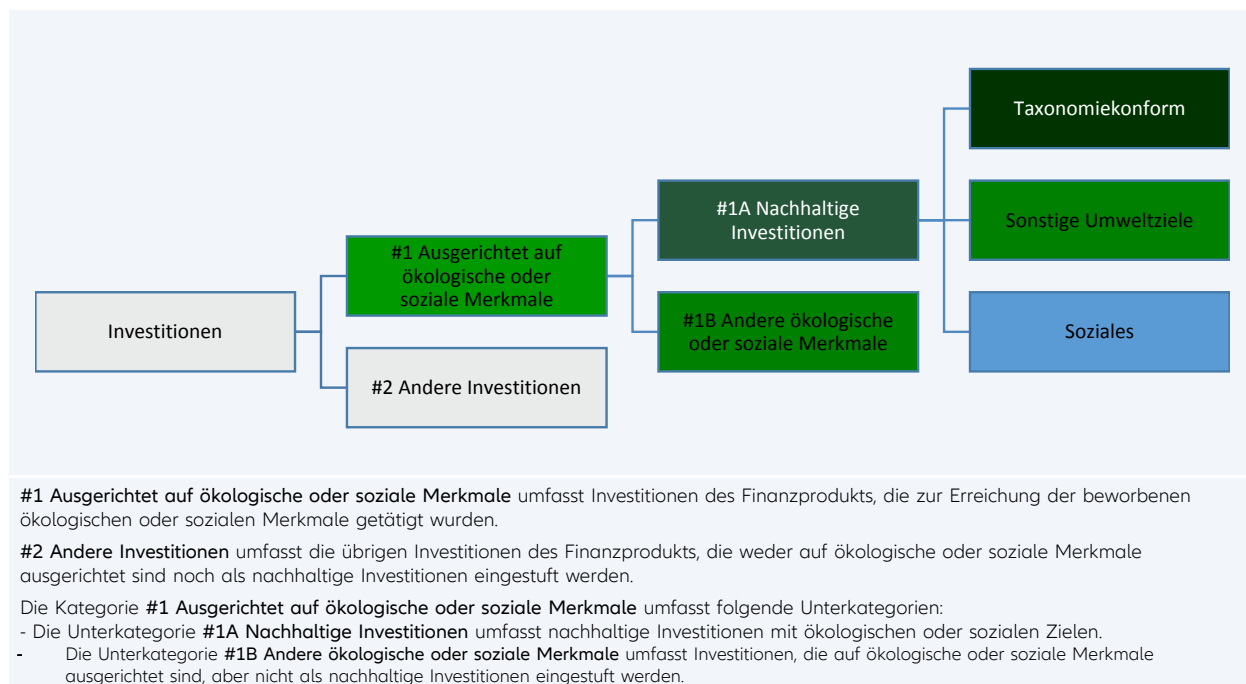 Taxonomiekonform
#1A Nachhaltige
Investitionen
Sonstige Umweltziele
#1 Ausgerichtet auf
ökologische oder
soziale Merkmale
Investitionen
#1B Andere ökologische
oder soziale Merkmale
Soziales
#2 Andere Investitionen
#1 Ausgerichtet auf ökologische oder soziale Merkmale umfasst Investitionen des Finanzprodukts, die zur Erreichung der beworbenen
ökologischen oder sozialen Merkmale getätigt wurden.
#2 Andere Investitionen umfasst die übrigen Investitionen des Finanzprodukts, die weder auf ökologische oder soziale Merkmale
ausgerichtet sind noch als nachhaltige Investitionen eingestuft werden.
Die Kategorie #1 Ausgerichtet auf ökologische oder soziale Merkmale umfasst folgende Unterkategorien:
- Die Unterkategorie #1A Nachhaltige Investitionen umfasst nachhaltige Investitionen mit ökologischen oder sozialen Zielen.
- Die Unterkategorie #1B Andere ökologische oder soziale Merkmale umfasst Investitionen, die auf ökologische oder soziale Merkmale
ausgerichtet sind, aber nicht als nachhaltige Investitionen eingestuft werden.